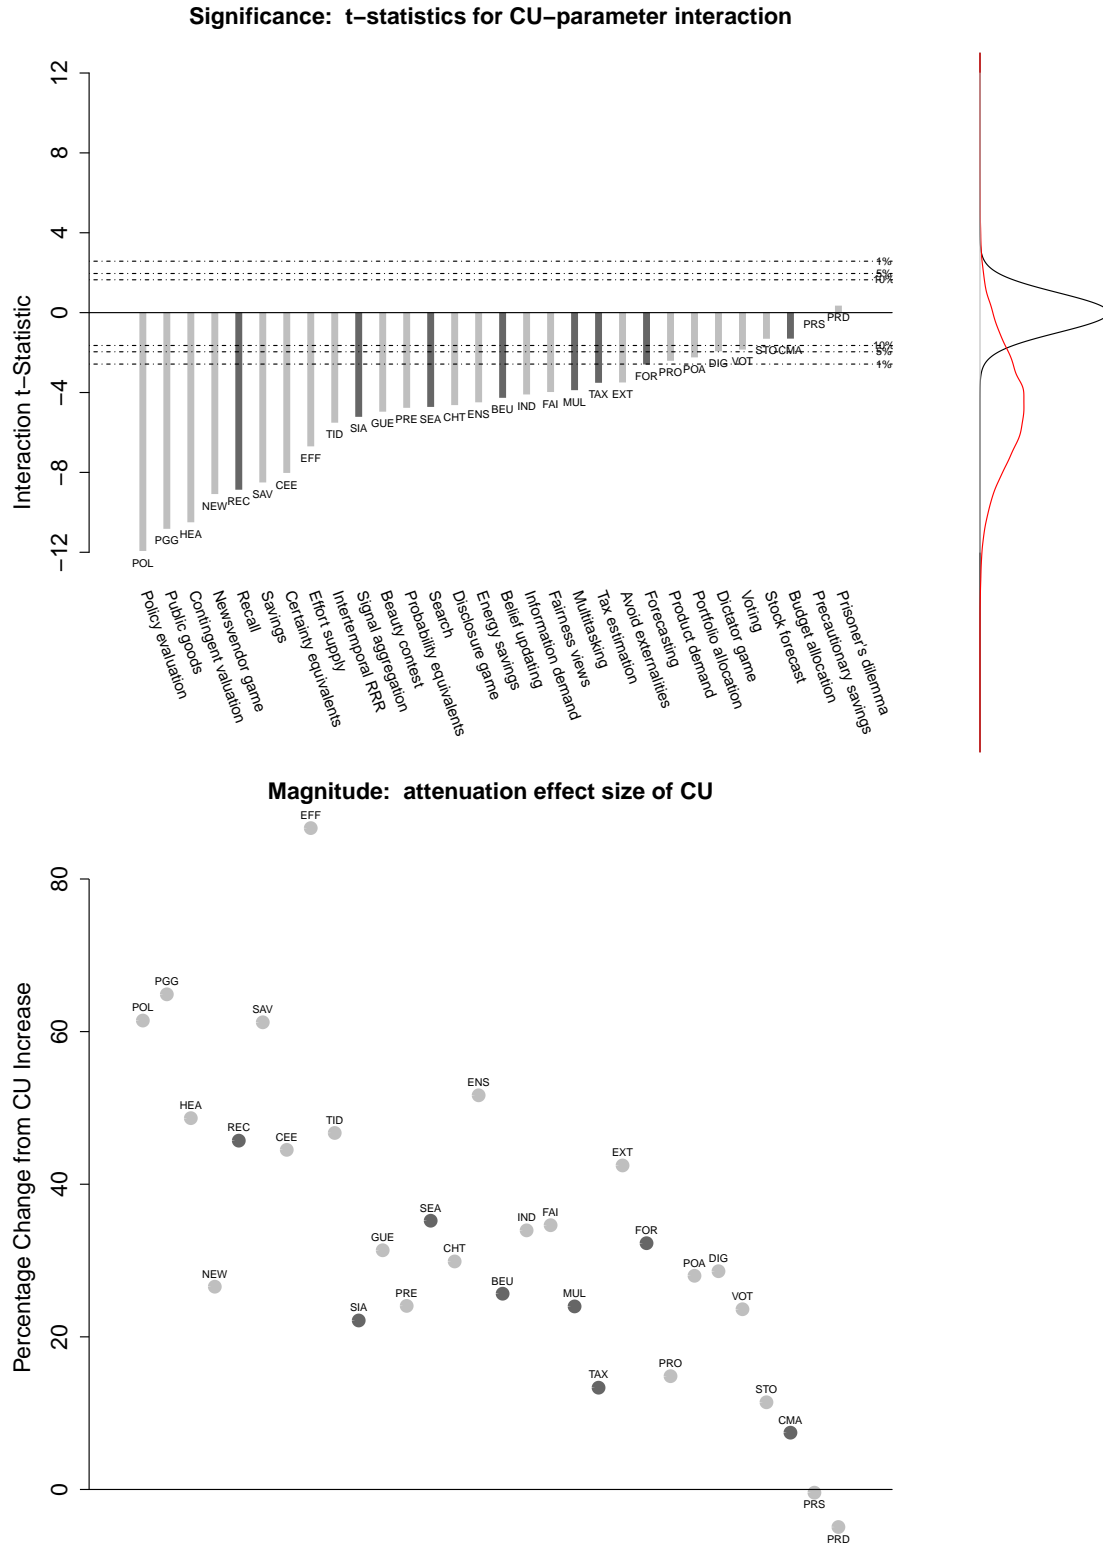 Significance:  t−statistics for CU−parameter interaction
Interaction t−Statistic
12
8
4
0
−4
−8
−12
1%
5%
10%
10%
5%
1%
POL
PGG
HEA
NEW
REC
SAV
CEE
EFF
TID
SIA
GUE
PRE
SEA
CHT
ENS
BEU
IND
FAI
MUL
TAX
EXT
FOR
PRO
POA
DIG
VOT
STO
CMA
PRS
PRD
Policy evaluation
Public goods
Contingent valuation
Newsvendor game
Recall
Savings
Certainty equivalents
Effort supply
Intertemporal RRR
Signal aggregation
Beauty contest
Probability equivalents
Search
Disclosure game
Energy savings
Belief updating
Information demand
Fairness views
Multitasking
Tax estimation
Avoid externalities
Forecasting
Product demand
Portfolio allocation
Dictator game
Voting
Stock forecast
Budget allocation
Precautionary savings
Prisoner's dilemma
Magnitude:  attenuation effect size of CU
Percentage Change from CU Increase
80
60
40
20
0
POL
PGG
HEA
NEW
REC
SAV
CEE
EFF
TID
SIA
GUE
PRE
SEA
CHT
ENS
BEU
IND
FAI
MUL
TAX
EXT
FOR
PRO
POA
DIG
VOT
STO
CMA
PRS
PRD